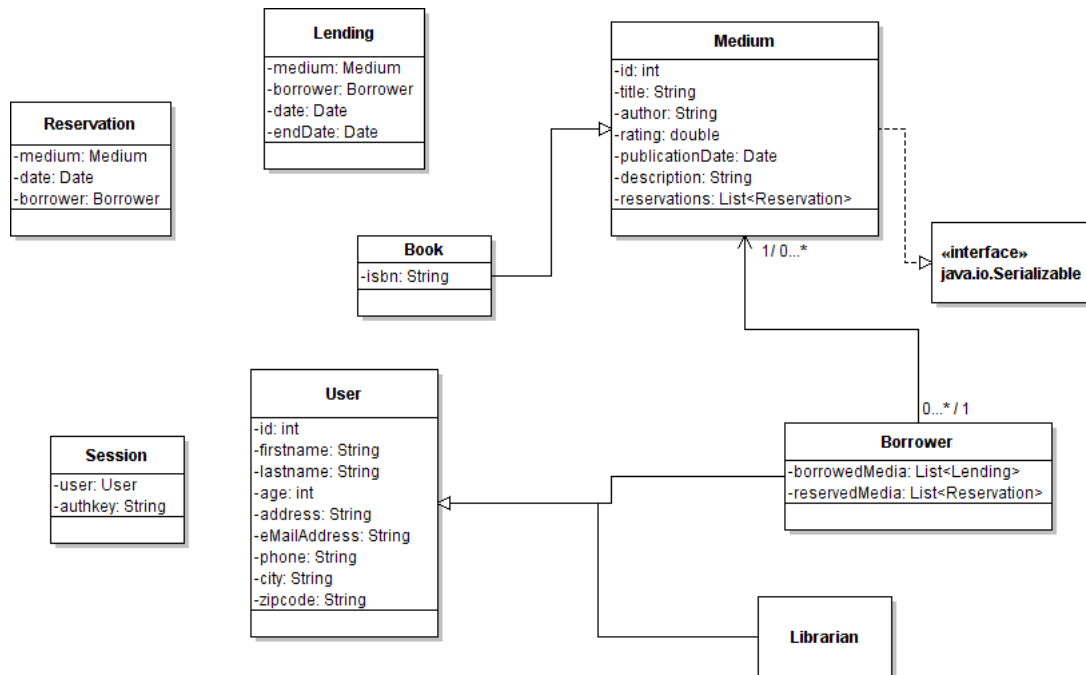 Lending
-medium: Medium
-borrower: Borrower
-date: Date
-endDate: Date
Medium
-id: int
-title: String
-author: String
-rating: double
-publicationDate: Date
-description: String
-reservations: List<Reservation>
Reservation
-medium: Medium
-date: Date
-borrower: Borrower
Book
-isbn: String
1/ 0...*
«interface»
java.io.Serializable
User
-id: int
-firstname: String
-lastname: String
-age: int
-address: String
-eMailAddress: String
-phone: String
-city: String
-zipcode: String
Session
-user: User
-authkey: String
0...* / 1
Borrower
-borrowedMedia: List<Lending>
-reservedMedia: List<Reservation>
Librarian